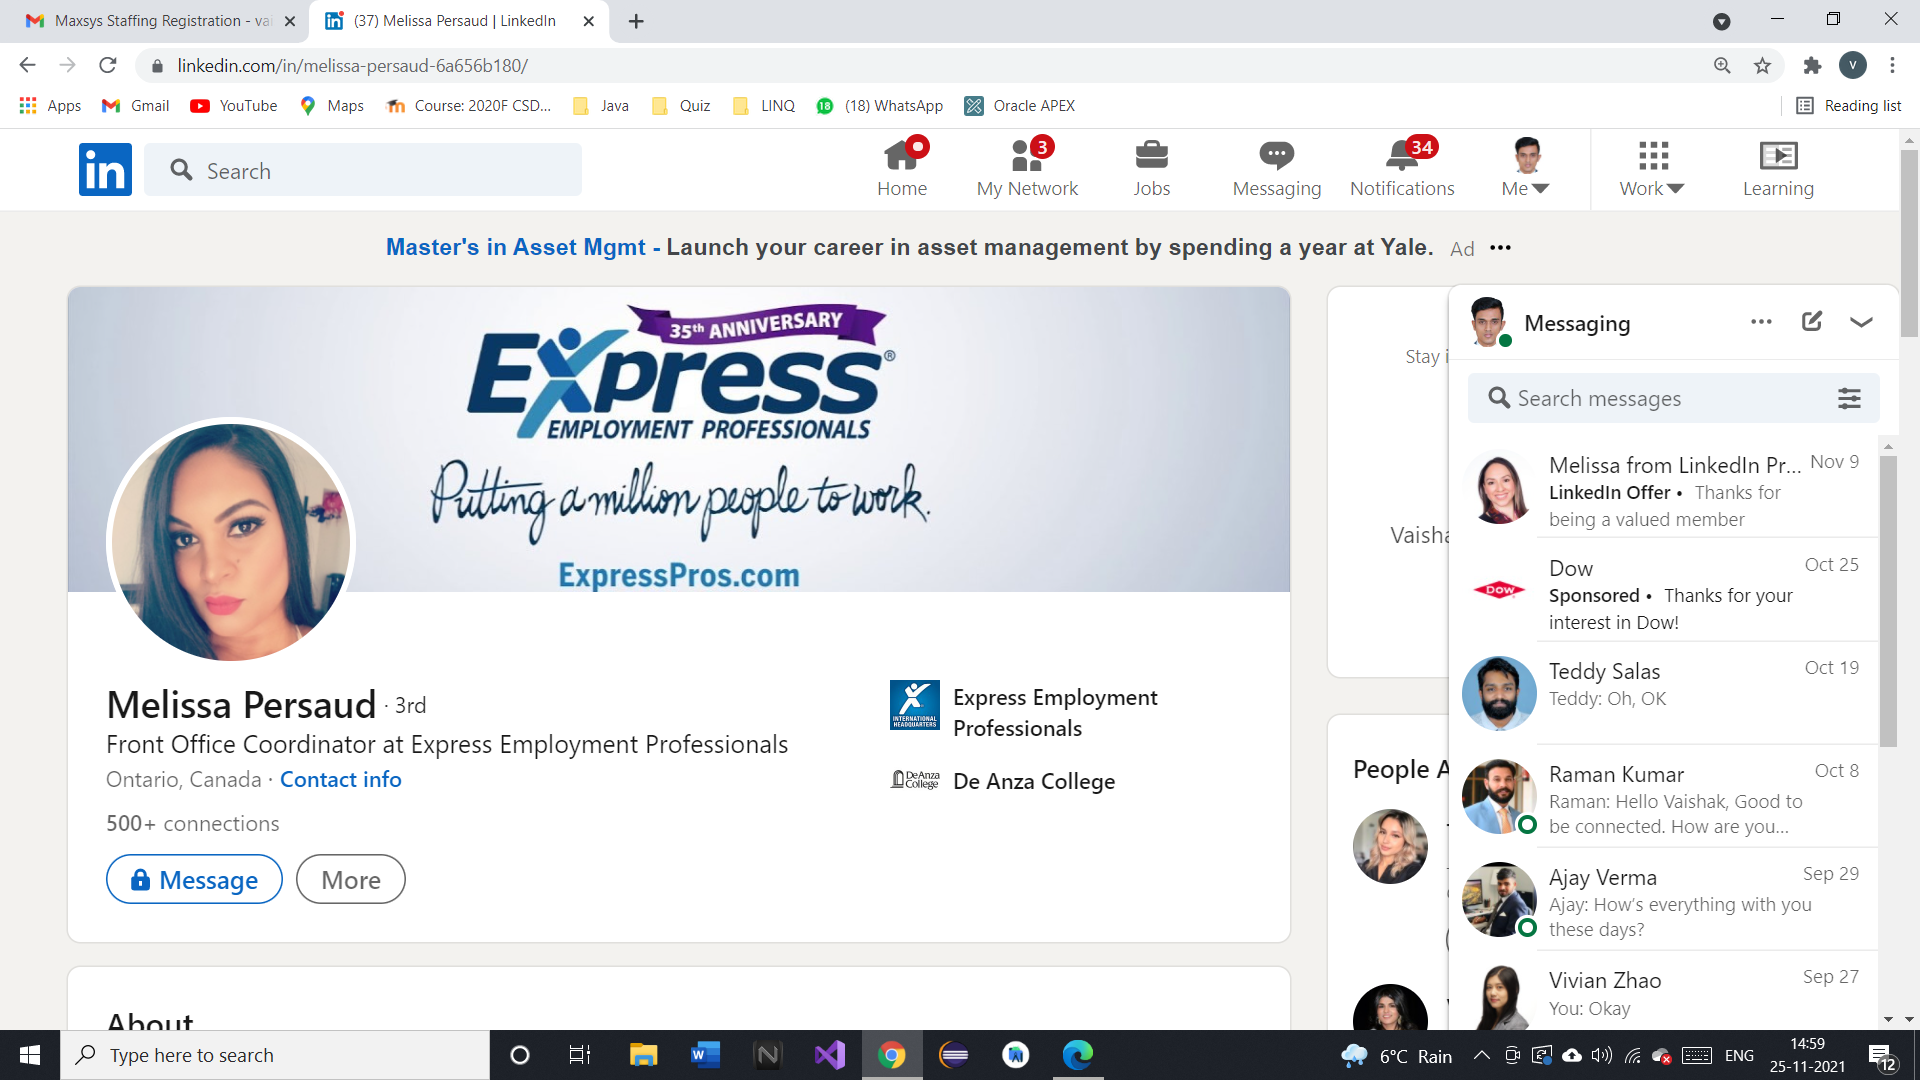 Maxsys Staffing Registration - vai
(37) Melissa Persaud | LinkedIn
linkedin.com/in/melissa-persaud-6a656b180/
V
Apps
Gmail
YouTube
Maps
Course: 2020F CSD...
Java
Quiz
LINQ
18
(18) WhatsApp
Oracle APEX
Reading list
in
Search
Home
3
My Network
Jobs
Messaging
34
Notifications
Me
Work
Learning
Master's in Asset Mgmt - Launch your career in asset management by spending a year at Yale. Ad
35th ANNIVERSARY
Express®
EMPLOYMENT PROFESSIONALS
Putting a million people to work.
ExpressPros.com
Melissa Persaud · 3rd
Front Office Coordinator at Express Employment Professionals
Ontario, Canada · Contact info
500+ connections
Message
More
INTERNATIONAL
HEADQUARTERS
Express Employment
Professionals
DeAnza
College
De Anza College
About
Stay i
Vaisha
People A
Messaging
Search messages
Melissa from LinkedIn Pr... Nov 9
LinkedIn Offer • Thanks for
being a valued member
DOW
Dow Oct 25
Sponsored • Thanks for your
interest in Dow!
Teddy Salas Oct 19
Teddy: Oh, OK
Raman Kumar Oct 8
Raman: Hello Vaishak, Good to
be connected. How are you...
Ajay Verma Sep 29
Ajay: How's everything with you
these days?
Vivian Zhao Sep 27
You: Okay
Type here to search
W
N
6°C Rain
ENG
14:59
25-11-2021
12